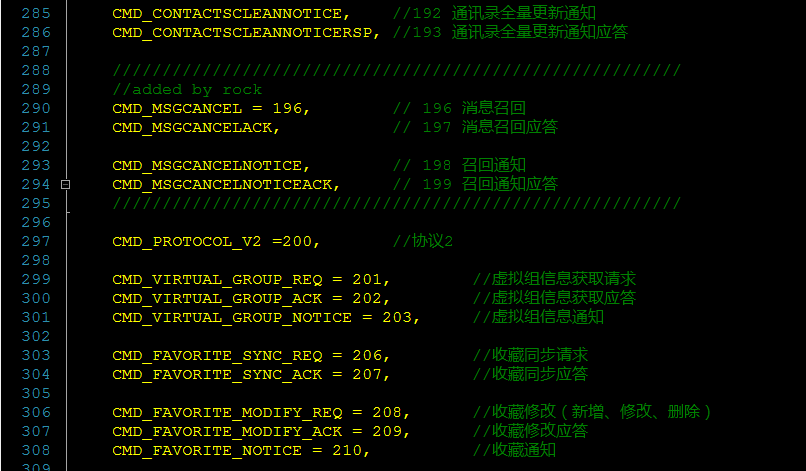 285 CMD_CONTACTSCLEANNOTICE, //192 通讯录全量更新通知
286 CMD_CONTACTSCLEANNOTICERSP, //193 通讯录全量更新通知应答
287
288 /////////////////////////////////////////////////////////
289 //added by rock
290 CMD_MSGCANCEL = 196, // 196 消息召回
291 CMD_MSGCANCELACK, // 197 消息召回应答
292
293 CMD_MSGCANCELNOTICE, // 198 召回通知
294 CMD_MSGCANCELNOTICEACK, // 199 召回通知应答
295 /////////////////////////////////////////////////////////
296
297 CMD_PROTOCOL_V2 =200, //协议2
298
299 CMD_VIRTUAL_GROUP_REQ = 201, //虚拟组信息获取请求
300 CMD_VIRTUAL_GROUP_ACK = 202, //虚拟组信息获取应答
301 CMD_VIRTUAL_GROUP_NOTICE = 203, //虚拟组信息通知
302
303 CMD_FAVORITE_SYNC_REQ = 206, //收藏同步请求
304 CMD_FAVORITE_SYNC_ACK = 207, //收藏同步应答
305
306 CMD_FAVORITE_MODIFY_REQ = 208, //收藏修改（新增、修改、删除）
307 CMD_FAVORITE_MODIFY_ACK = 209, //收藏修改应答
308 CMD_FAVORITE_NOTICE = 210, //收藏通知
309